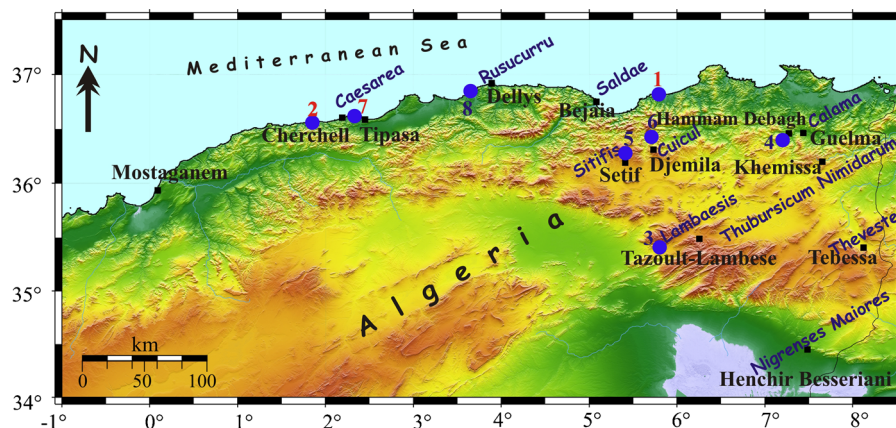 Mediterranean Sea
N
37°
36°
35°
34°
2
Caesarea
7
Rusucurru
8
Dellys
Saldae
Bejaia
1
Cherchell
Tipasa
Hammam Debagh
Calama
6
5
Cuicul
4
Guelma
Sitifis
Setif
Djemila
Khemissa
Mostaganem
Thubursicum Nimidarum
3
Lambaesis
Theveste
Tazoult-Lambese
Tebessa
Algeria
Nigrenses Maiores
Henchir Besseriani
km
0 50 100
-1° 0° 1° 2° 3° 4° 5° 6° 7° 8°